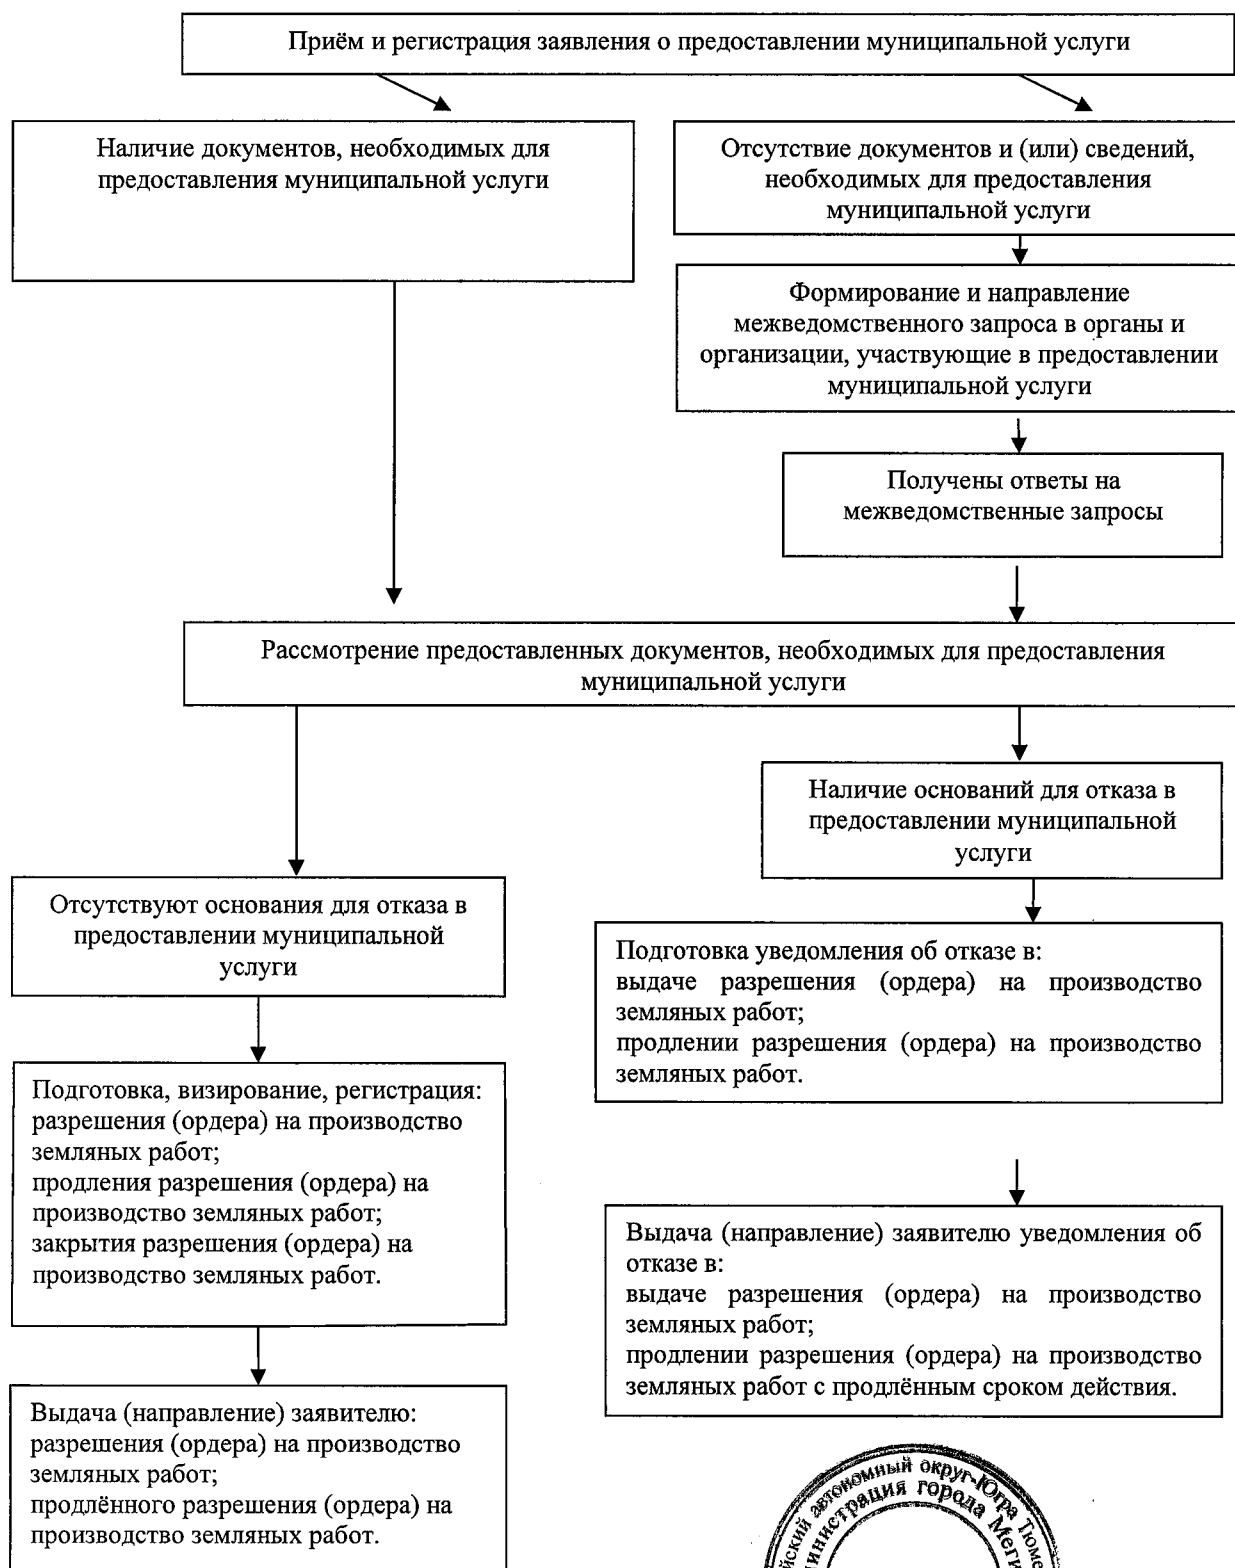 Приём и регистрация заявления о предоставлении муниципальной услуги
Наличие документов, необходимых для
предоставления муниципальной услуги
Отсутствие документов и (или) сведений,
необходимых для предоставления
муниципальной услуги
Формирование и направление
межведомственного запроса в органы и
организации, участвующие в предоставлении
муниципальной услуги
Получены ответы на
межведомственные запросы
Рассмотрение предоставленных документов, необходимых для предоставления
муниципальной услуги
Наличие оснований для отказа в
предоставлении муниципальной
услуги
Отсутствуют основания для отказа в
предоставлении муниципальной
услуги
Подготовка уведомления об отказе в:
выдаче разрешения (ордера) на производство
земляных работ;
продлении разрешения (ордера) на производство
земляных работ.
Подготовка, визирование, регистрация:
разрешения (ордера) на производство
земляных работ;
продления разрешения (ордера) на
производство земляных работ;
закрытия разрешения (ордера) на
производство земляных работ.
Выдача (направление) заявителю уведомления об
отказе в:
выдаче разрешения (ордера) на производство
земляных работ;
продлении разрешения (ордера) на производство
земляных работ с продлённым сроком действия.
Выдача (направление) заявителю:
разрешения (ордера) на производство
земляных работ;
продлённого разрешения (ордера) на
производство земляных работ.
автономный округ-Югра
города